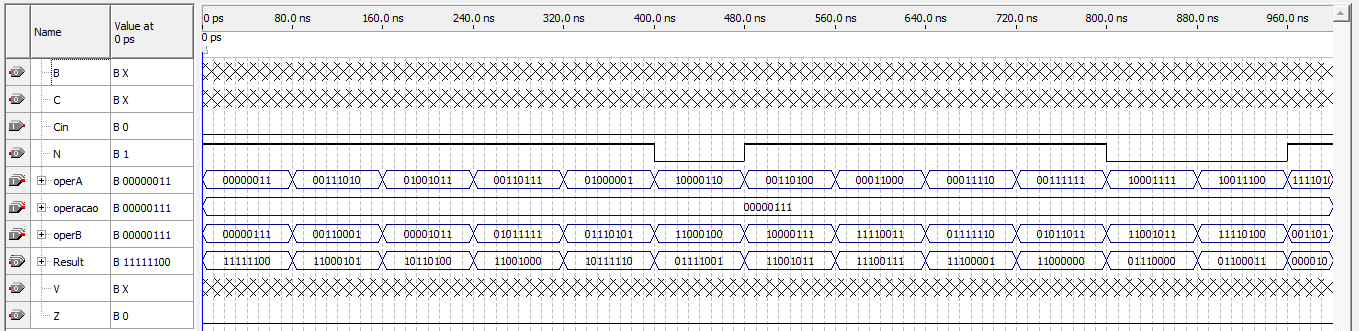 Name
Value at
0 ps
0 ps 80.0 ns 160.0 ns 240.0 ns 320.0 ns 400.0 ns 480.0 ns 560.0 ns 640.0 ns 720.0 ns 800.0 ns 880.0 ns 960.0 ns
0 ps
B B X
C B X
Cin B 0
N B 1
operA B 00000011 00000011 00111010 01001011 00110111 01000001 10000110 00110100 00011000 00011110 00111111 10001111 10011100 1111010
operacao B 00000111 00000111
operB B 00000111 00000111 00110001 00001011 01011111 01110101 11000100 10000111 11110011 01111110 01011011 11001011 11110100 001101
Result B 11111100 11111100 11000101 10110100 11001000 10111110 01111001 11001011 11100111 11100001 11000000 01110000 01100011 000010
V B X
Z B 0